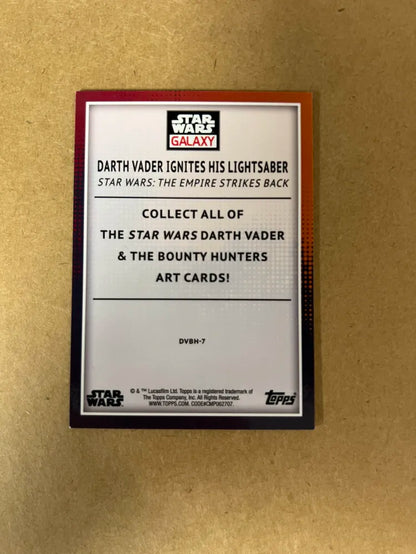 STAR
WARS
GALAXY
DARTH VADER IGNITES HIS LIGHTSABER
STAR WARS: THE EMPIRE STRIKES BACK
COLLECT ALL OF
THE STAR WARS DARTH VADER
& THE BOUNTY HUNTERS
ART CARDS!
DVBH-7
STAR
WARS
© & ™ Lucasfilm Ltd. Topps is a registered trademark of
The Topps Company, Inc. All Rights Reserved.
WWW.TOPPS.COM. CODE#CMP062707.
Topps